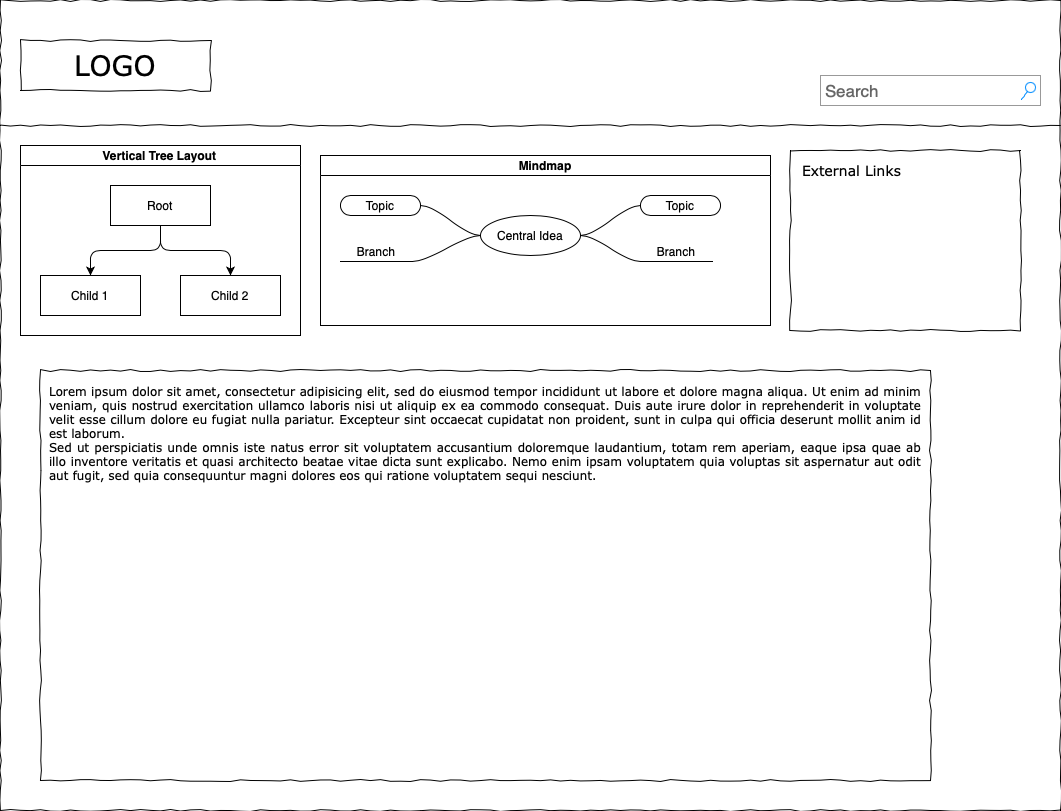 LOGO
Search
Vertical Tree Layout
Root
Child 1
Child 2
Mindmap
Topic
Branch
Central Idea
Topic
Branch
External Links
Lorem ipsum dolor sit amet, consectetur adipisicing elit, sed do eiusmod tempor incididunt ut labore et dolore magna aliqua. Ut enim ad minim
veniam, quis nostrud exercitation ullamco laboris nisi ut aliquip ex ea commodo consequat. Duis aute irure dolor in reprehenderit in voluptate
velit esse cillum dolore eu fugiat nulla pariatur. Excepteur sint occaecat cupidatat non proident, sunt in culpa qui officia deserunt mollit anim id
est laborum.
Sed ut perspiciatis unde omnis iste natus error sit voluptatem accusantium doloremque laudantium, totam rem aperiam, eaque ipsa quae ab
illo inventore veritatis et quasi architecto beatae vitae dicta sunt explicabo. Nemo enim ipsam voluptatem quia voluptas sit aspernatur aut odit
aut fugit, sed quia consequuntur magni dolores eos qui ratione voluptatem sequi nesciunt.